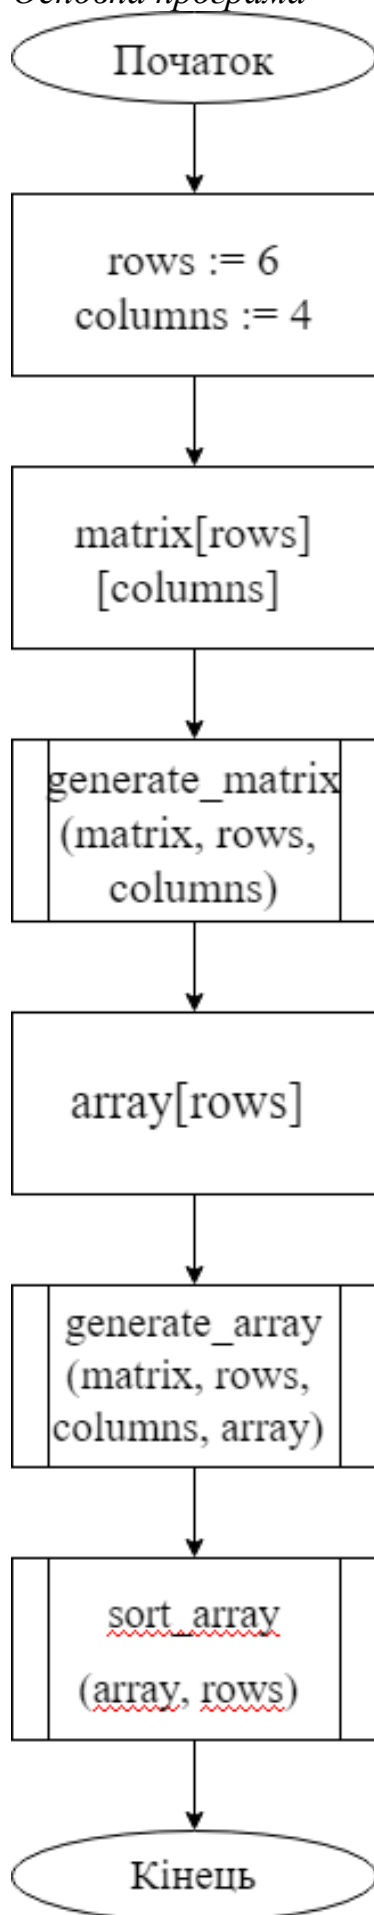 Основна програма
Початок
rows := 6
columns := 4
matrix[rows]
[columns]
generate_matrix
(matrix, rows,
columns)
array[rows]
generate_array
(matrix, rows,
columns, array)
sort_array
(array, rows)
Кінець